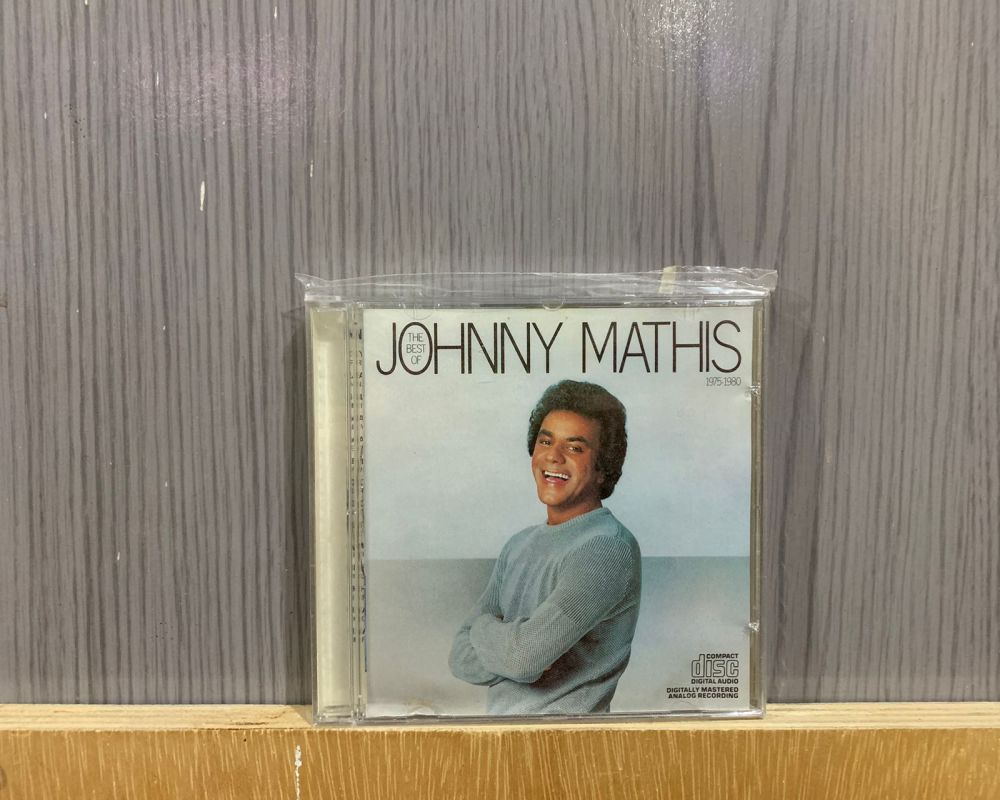 THE
BEST
OF
JOHNNY MATHIS
1975-1980
COMPACT
disc
DIGITAL AUDIO
DIGITALLY MASTERED
ANALOG RECORDING